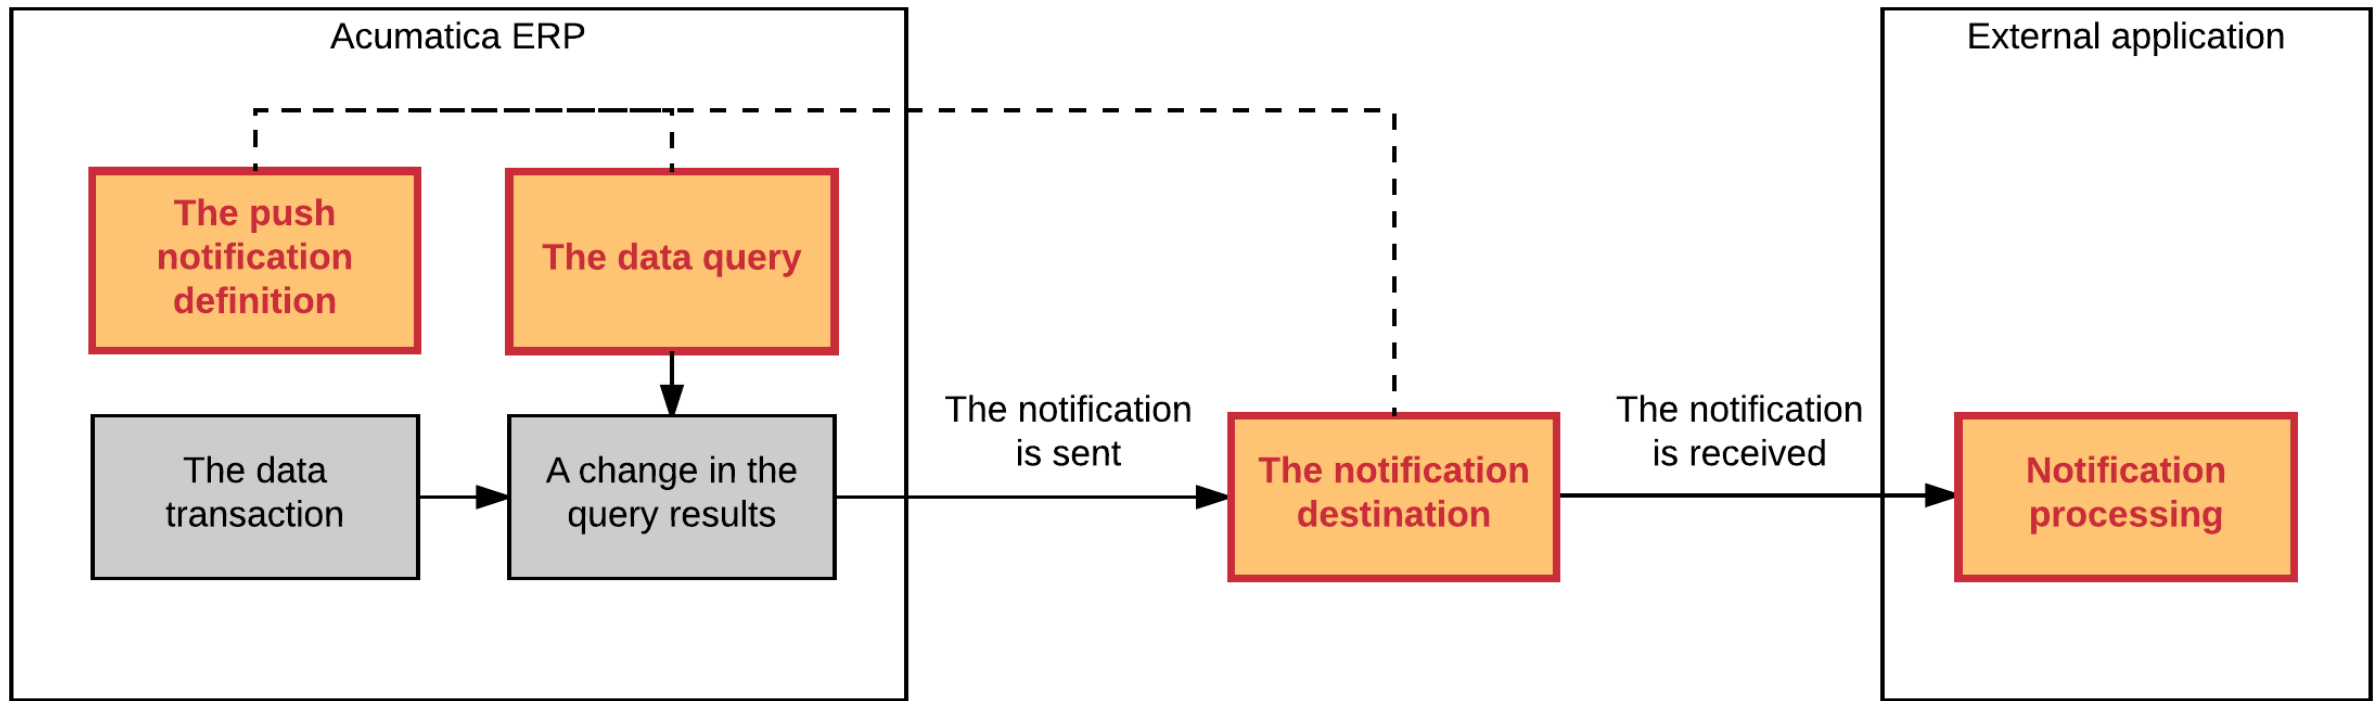 Acumatica ERP
External application
The push
notification
definition
The data query
The data
transaction
A change in the
query results
The notification
is sent
The notification
destination
The notification
is received
Notification
processing